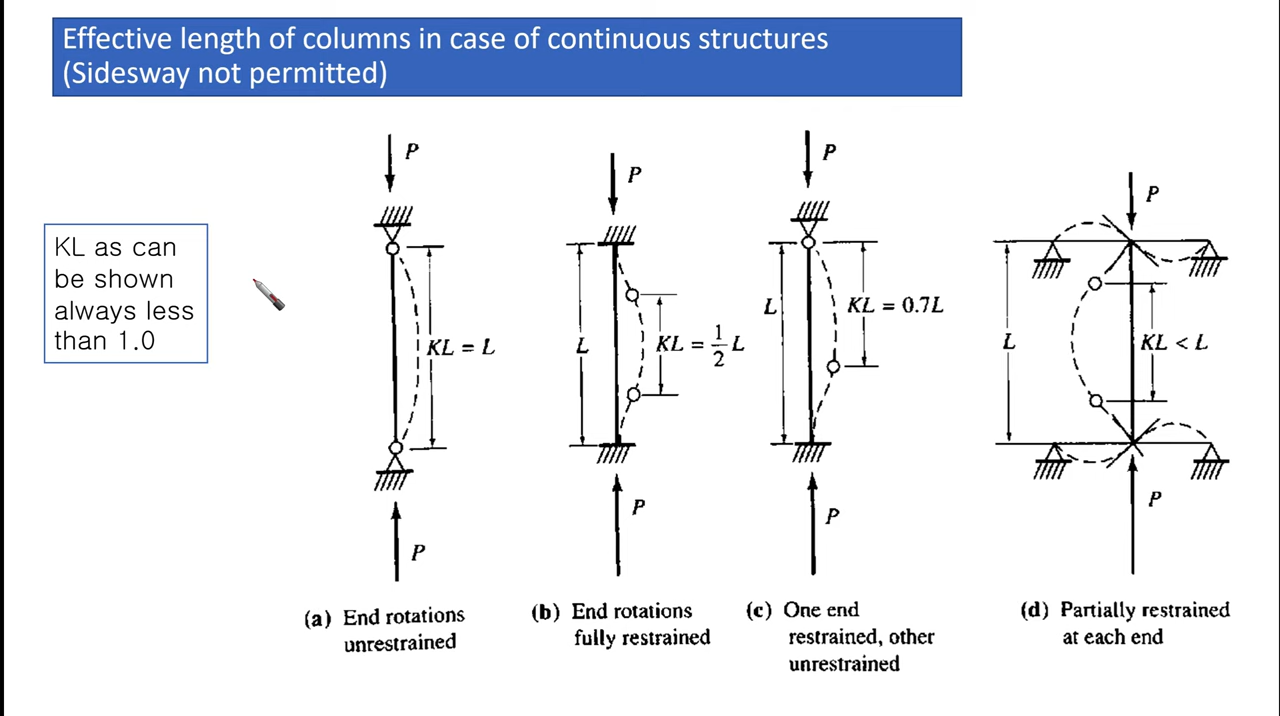 Effective length of columns in case of continuous structures
(Sidesway not permitted)
KL as can
be shown
always less
than 1.0
P
KL = L
P
(a) End rotations
unrestrained
P
L
KL = 1/2 L
P
(b) End rotations
fully restrained
P
L
KL = 0.7L
P
(c) One end
restrained, other
unrestrained
P
L
KL < L
P
(d) Partially restrained
at each end